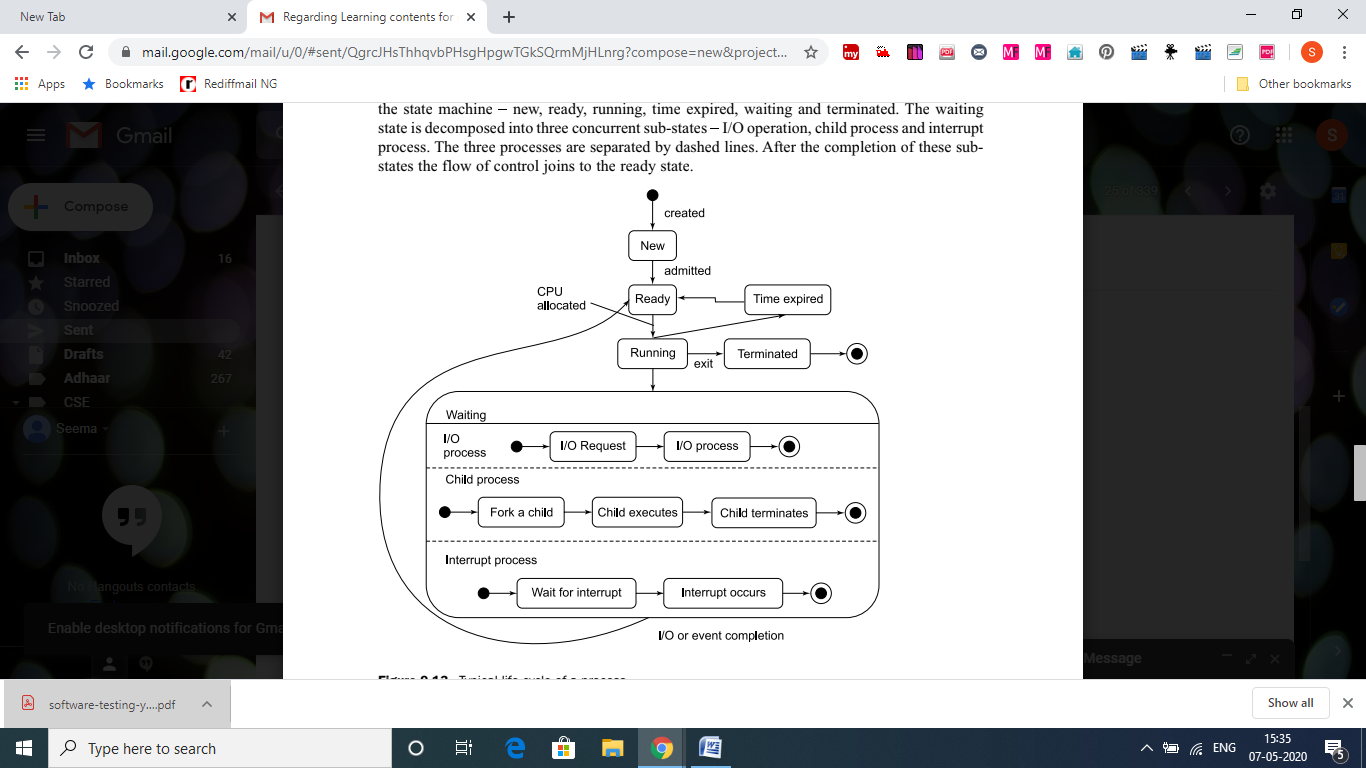 New Tab
Regarding Learning contents for
mail.google.com/mail/u/0/#sent/QgrcJHsThhqvbPHsgHpgwTGkSQrmMjHLnrg?compose=new&project...
Apps
Bookmarks
Rediffmail NG
Other bookmarks
the state machine – new, ready, running, time expired, waiting and terminated. The waiting
state is decomposed into three concurrent sub-states – I/O operation, child process and interrupt
process. The three processes are separated by dashed lines. After the completion of these sub-
states the flow of control joins to the ready state.
created
New
admitted
CPU
allocated
Ready
Time expired
Running
exit
Terminated
Waiting
I/O
process
I/O Request
I/O process
Child process
Fork a child
Child executes
Child terminates
Interrupt process
Wait for interrupt
Interrupt occurs
I/O or event completion
Gmail
Compose
Inbox
16
Starred
Snoozed
Sent
Drafts
42
Adhaar
267
CSE
Seema
No Hangouts contacts
Enable desktop notifications for Gma
Message
software-testing-y....pdf
Show all
Type here to search
ENG
15:35
07-05-2020
5